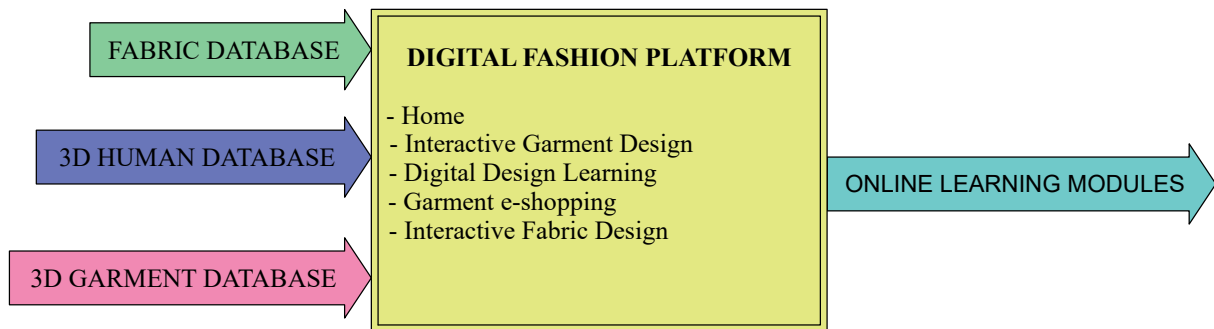 FABRIC DATABASE
3D HUMAN DATABASE
3D GARMENT DATABASE
DIGITAL FASHION PLATFORM
- Home
- Interactive Garment Design
- Digital Design Learning
- Garment e-shopping
- Interactive Fabric Design
ONLINE LEARNING MODULES